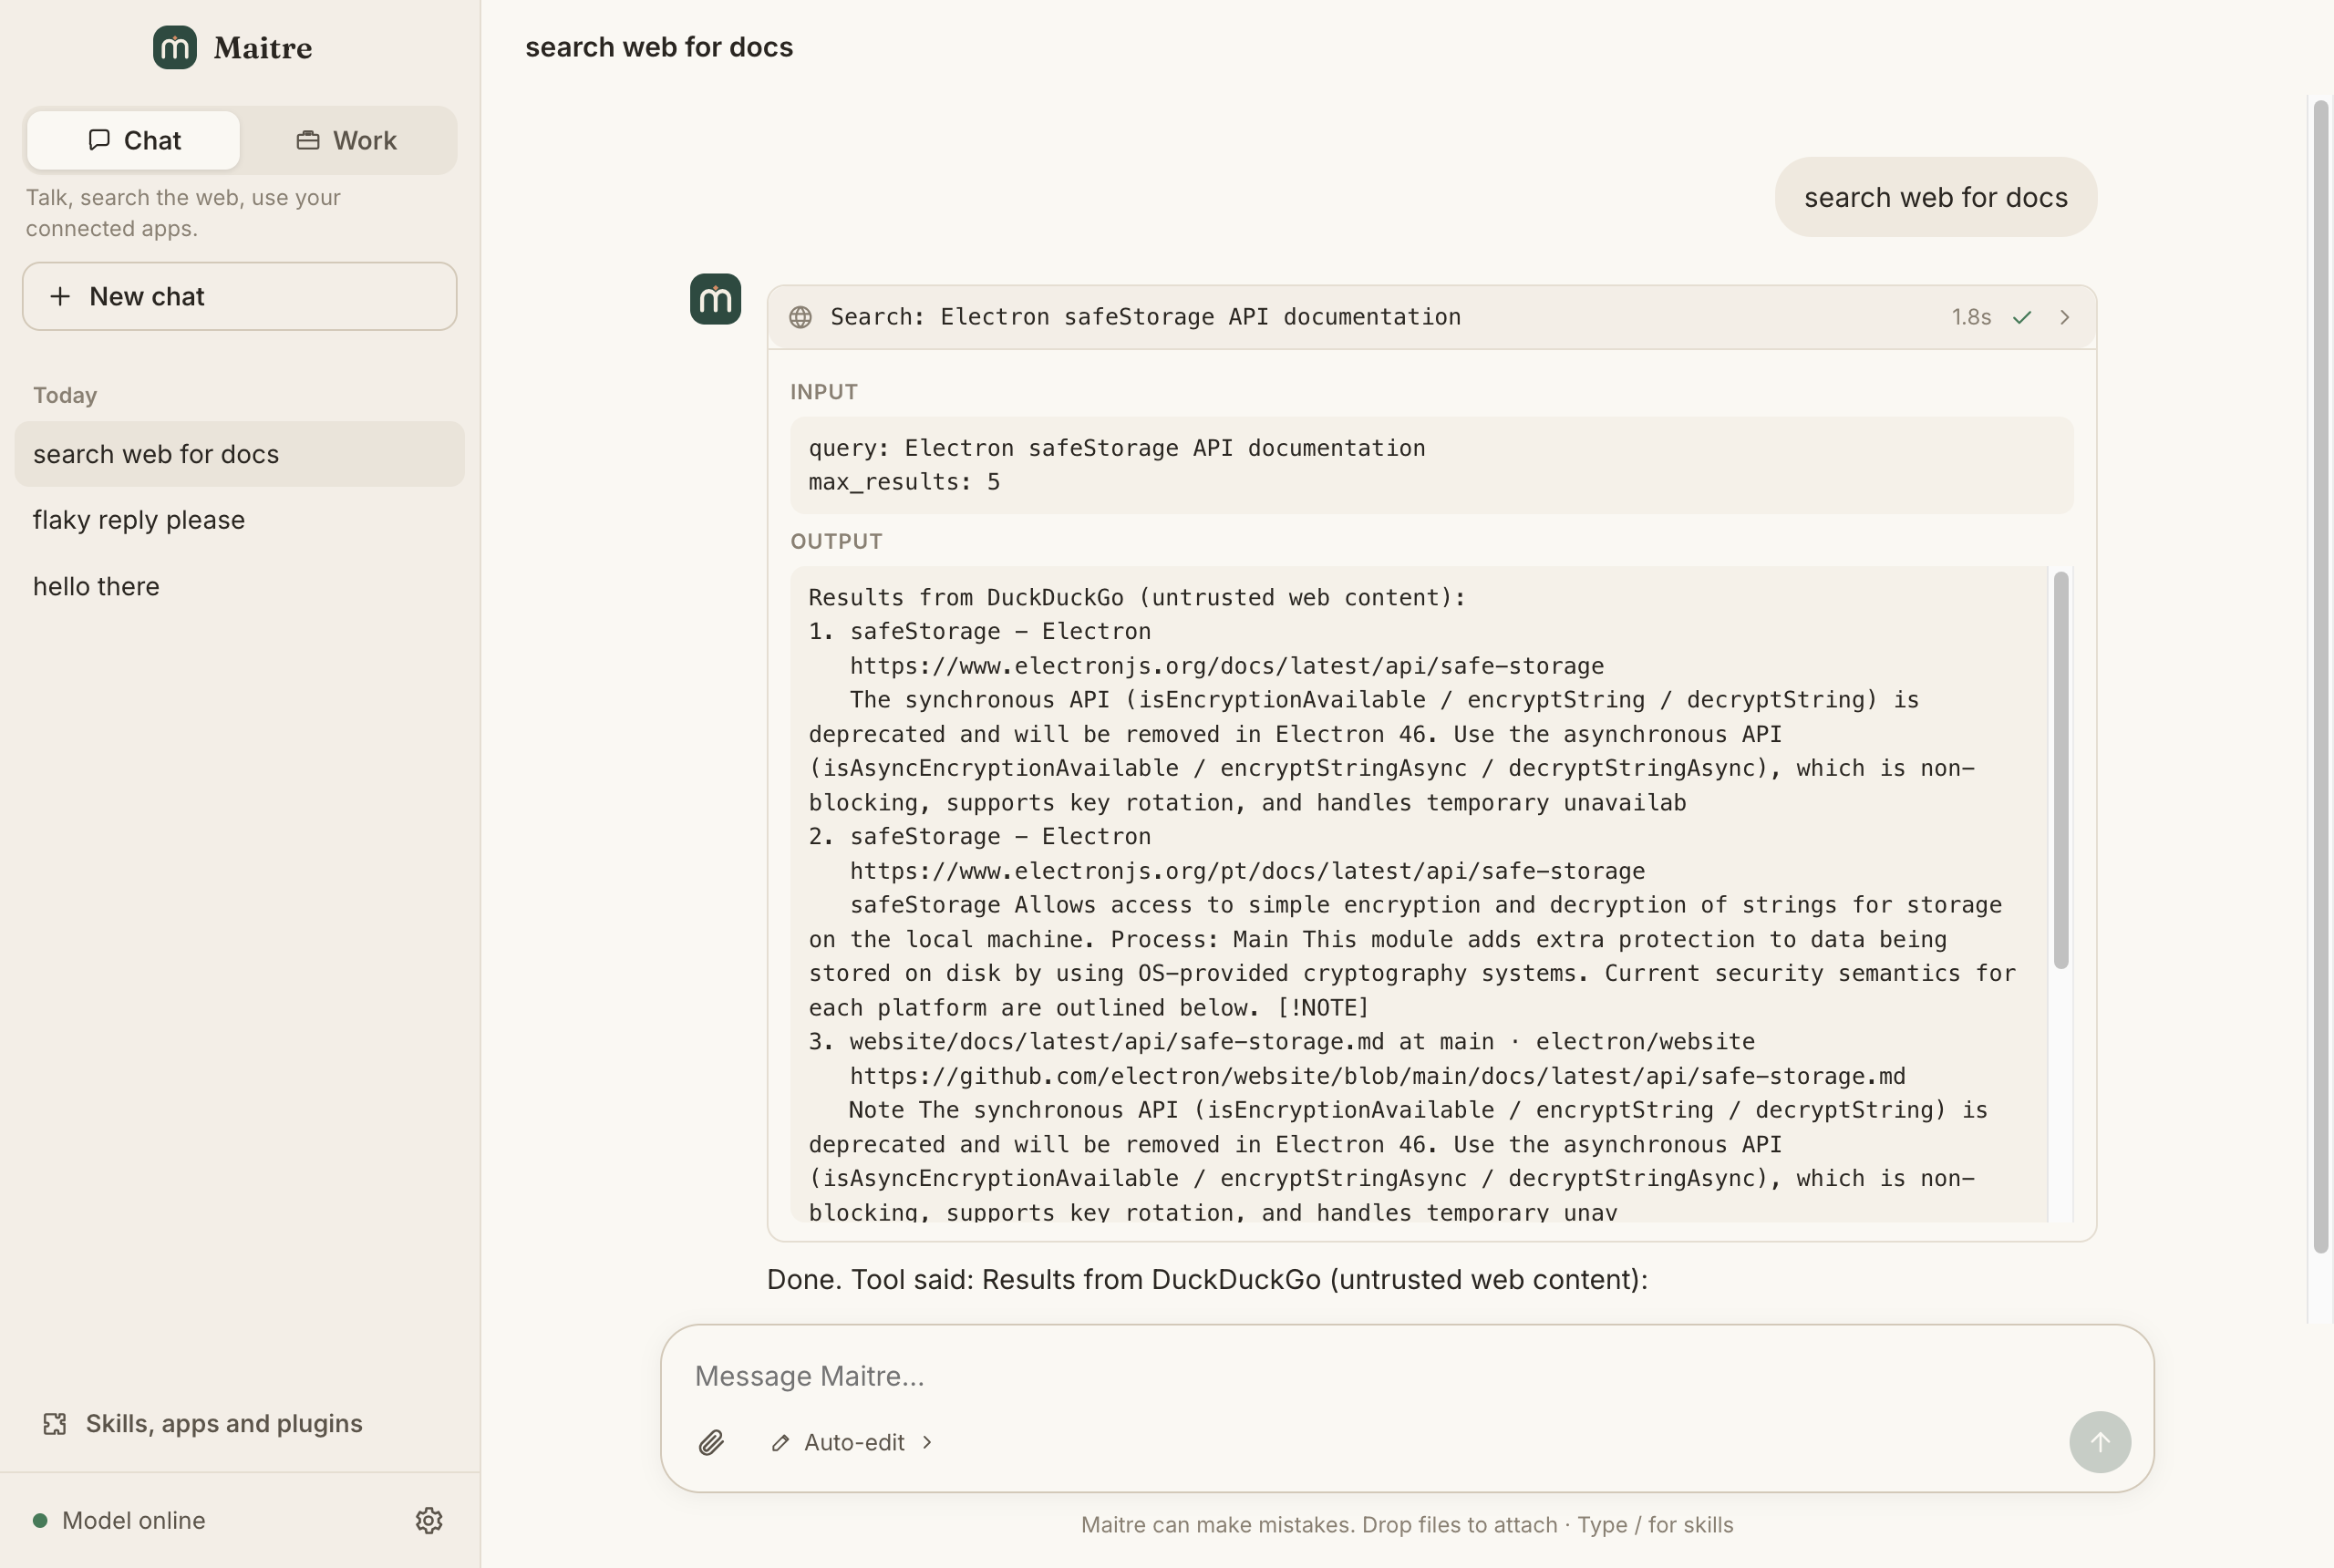 Maitre
Chat
Work
Talk, search the web, use your
connected apps.
New chat
Today
search web for docs
flaky reply please
hello there
Skills, apps and plugins
Model online
search web for docs
search web for docs
Search: Electron safeStorage API documentation
1.8s
INPUT
query: Electron safeStorage API documentation
max_results: 5
OUTPUT
Results from DuckDuckGo (untrusted web content):
1. safeStorage - Electron
https://www.electronjs.org/docs/latest/api/safe-storage
The synchronous API (isEncryptionAvailable / encryptString / decryptString) is
deprecated and will be removed in Electron 46. Use the asynchronous API
(isAsyncEncryptionAvailable / encryptStringAsync / decryptStringAsync), which is non-
blocking, supports key rotation, and handles temporary unavailab
2. safeStorage - Electron
https://www.electronjs.org/pt/docs/latest/api/safe-storage
safeStorage Allows access to simple encryption and decryption of strings for storage
on the local machine. Process: Main This module adds extra protection to data being
stored on disk by using OS-provided cryptography systems. Current security semantics for
each platform are outlined below. [!NOTE]
3. website/docs/latest/api/safe-storage.md at main · electron/website
https://github.com/electron/website/blob/main/docs/latest/api/safe-storage.md
Note The synchronous API (isEncryptionAvailable / encryptString / decryptString) is
deprecated and will be removed in Electron 46. Use the asynchronous API
(isAsyncEncryptionAvailable / encryptStringAsync / decryptStringAsync), which is non-
blocking, supports key rotation, and handles temporary unav
Done. Tool said: Results from DuckDuckGo (untrusted web content):
Message Maitre...
Auto-edit
Maitre can make mistakes. Drop files to attach · Type / for skills